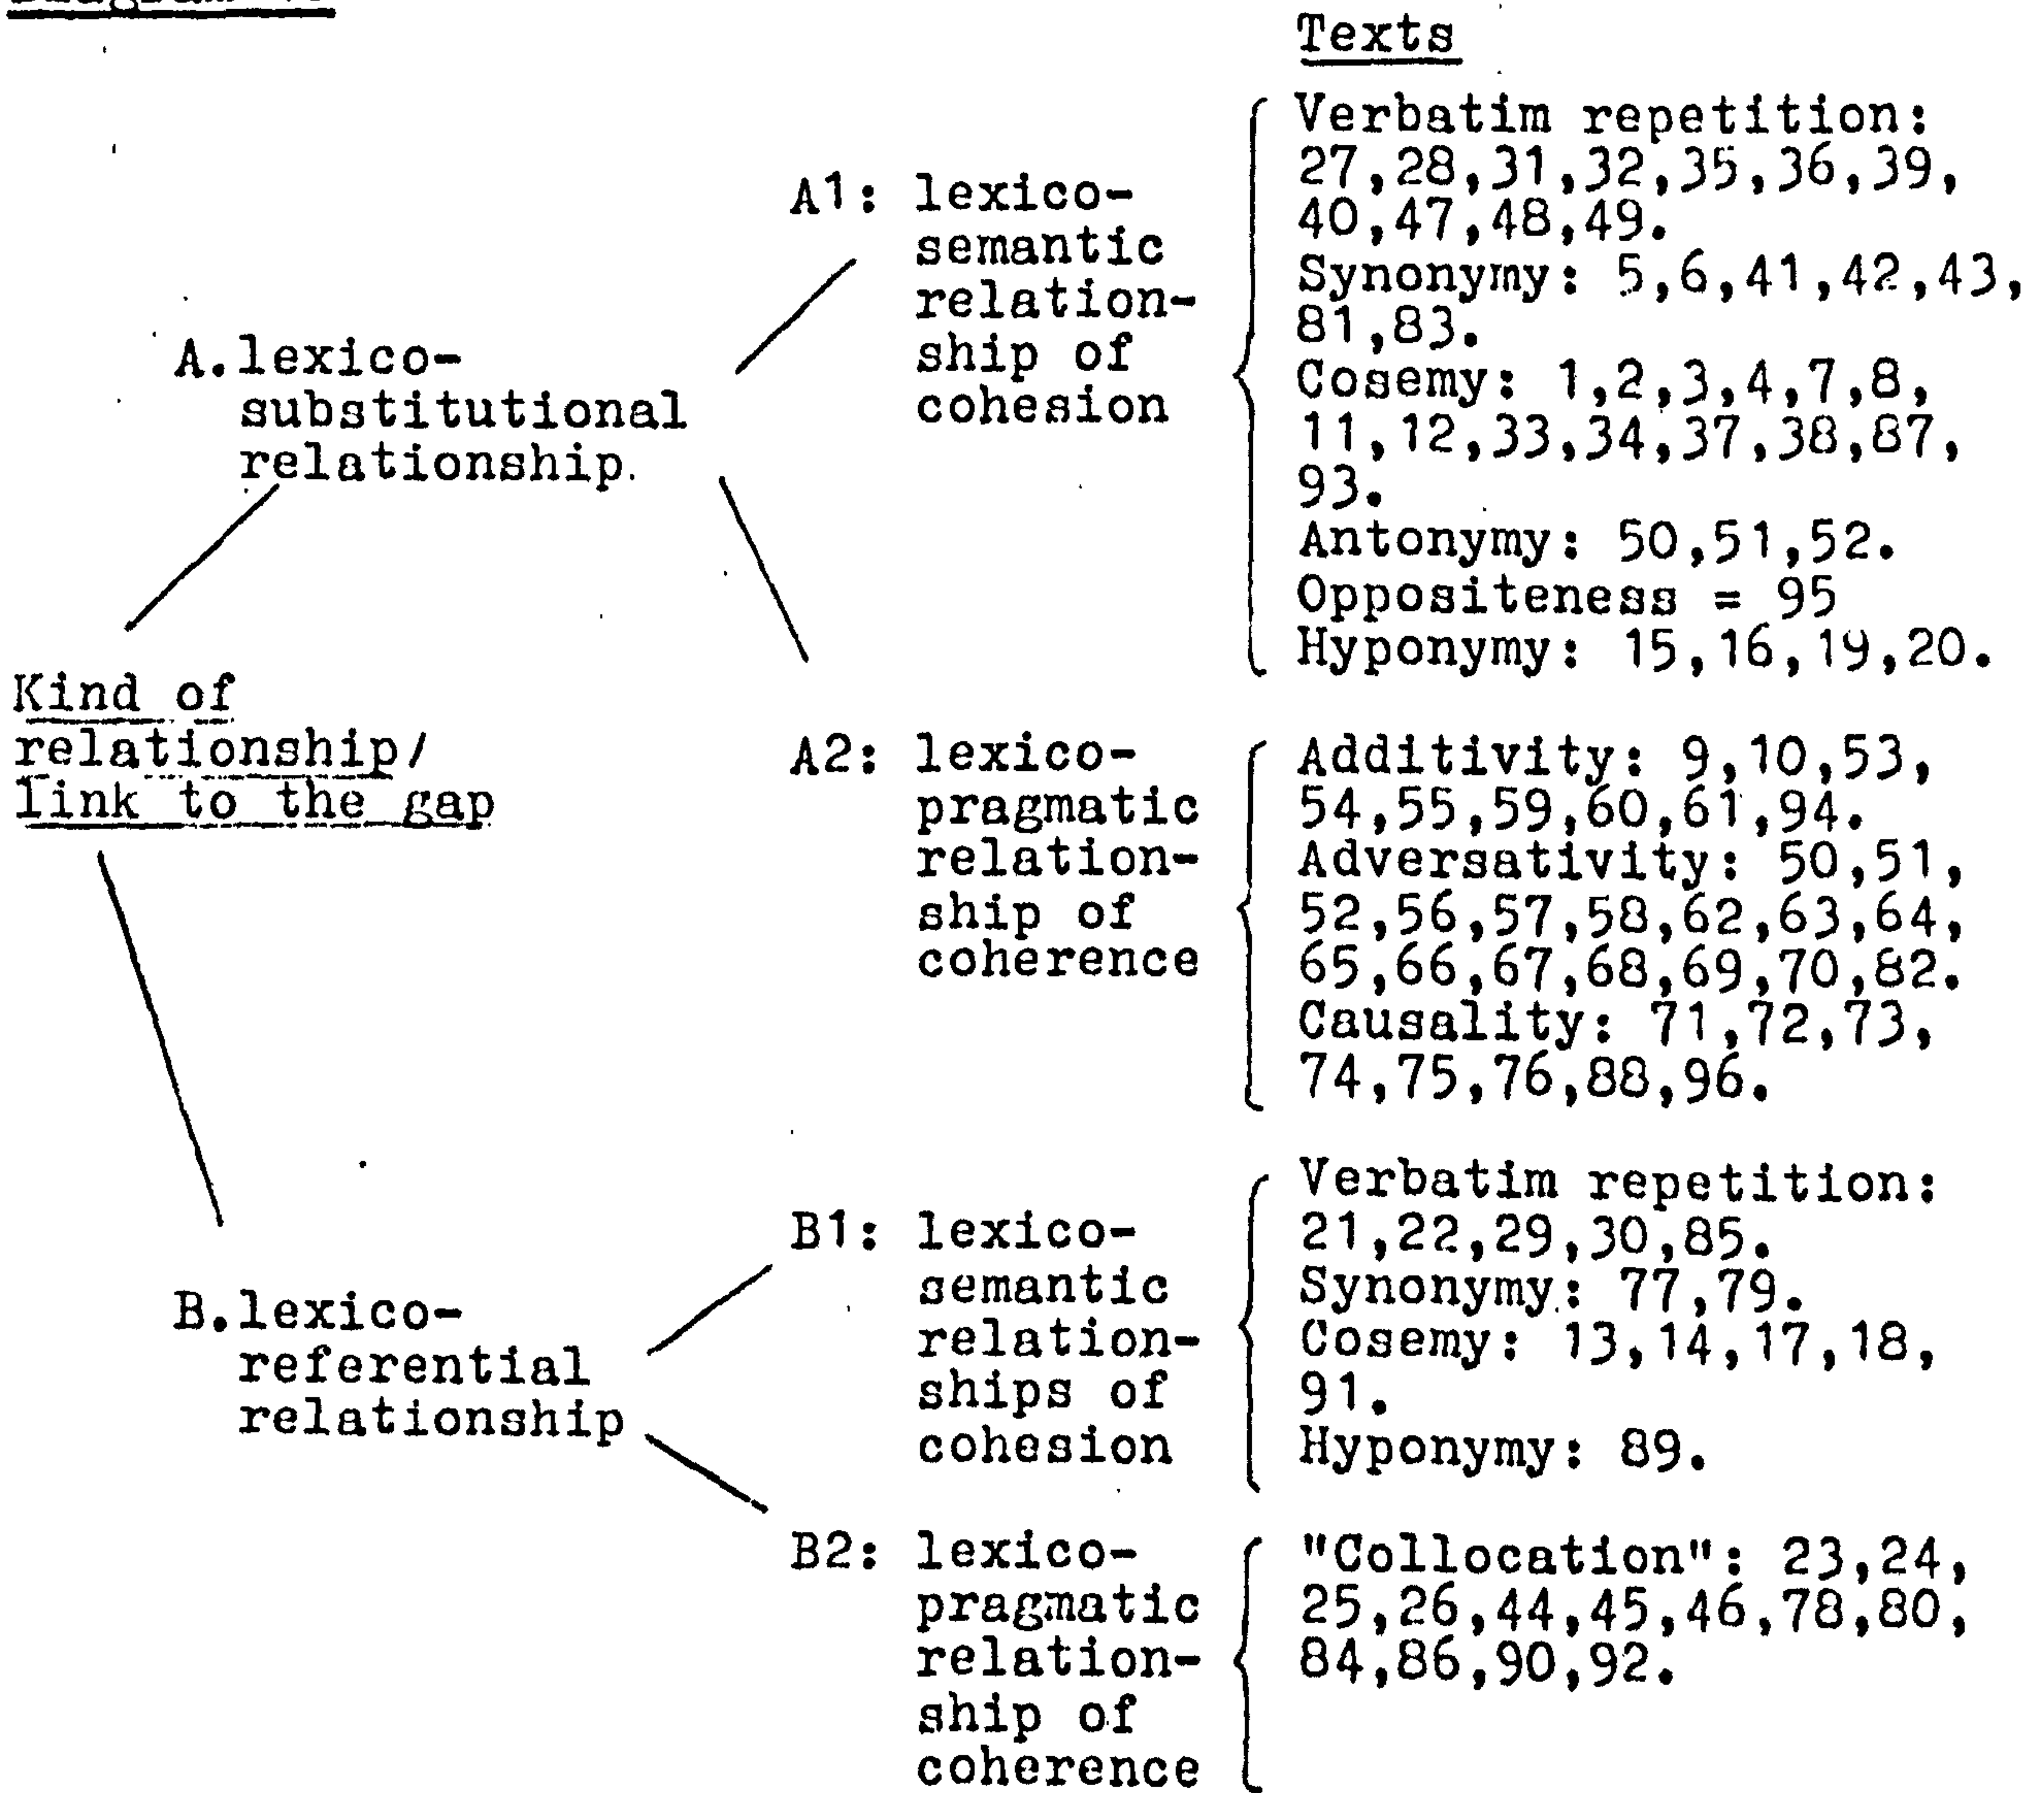 Texts
A. lexico-
substitutional
relationship.
Kind of
relationship/
link to the gap
B. lexico-
referential
relationship
A1: lexico-
semantic
relation-
ship of
cohesion
Verbatim repetition:
27,28,31,32,35,36,39,
40,47,48,49.
Synonymy: 5,6,41,42,43,
81,83.
Cosemy: 1,2,3,4,7,8,
11,12,33,34,37,38,87,
93.
Antonymy: 50,51,52.
Oppositeness = 95
Hyponymy: 15,16,19,20.
A2: lexico-
pragmatic
relation-
ship of
coherence
Additivity: 9,10,53,
54,55,59,60,61,94.
Adversativity: 50,51,
52,56,57,58,62,63,64,
65,66,67,68,69,70,82.
Causality: 71,72,73,
74,75,76,88,96.
B1: lexico-
semantic
relation-
ships of
cohesion
Verbatim repetition:
21,22,29,30,85.
Synonymy: 77,79.
Cosemy: 13,14,17,18,
91.
Hyponymy: 89.
B2: lexico-
pragmatic
relation-
ship of
coherence
"Collocation": 23,24,
25,26,44,45,46,78,80,
84,86,90,92.